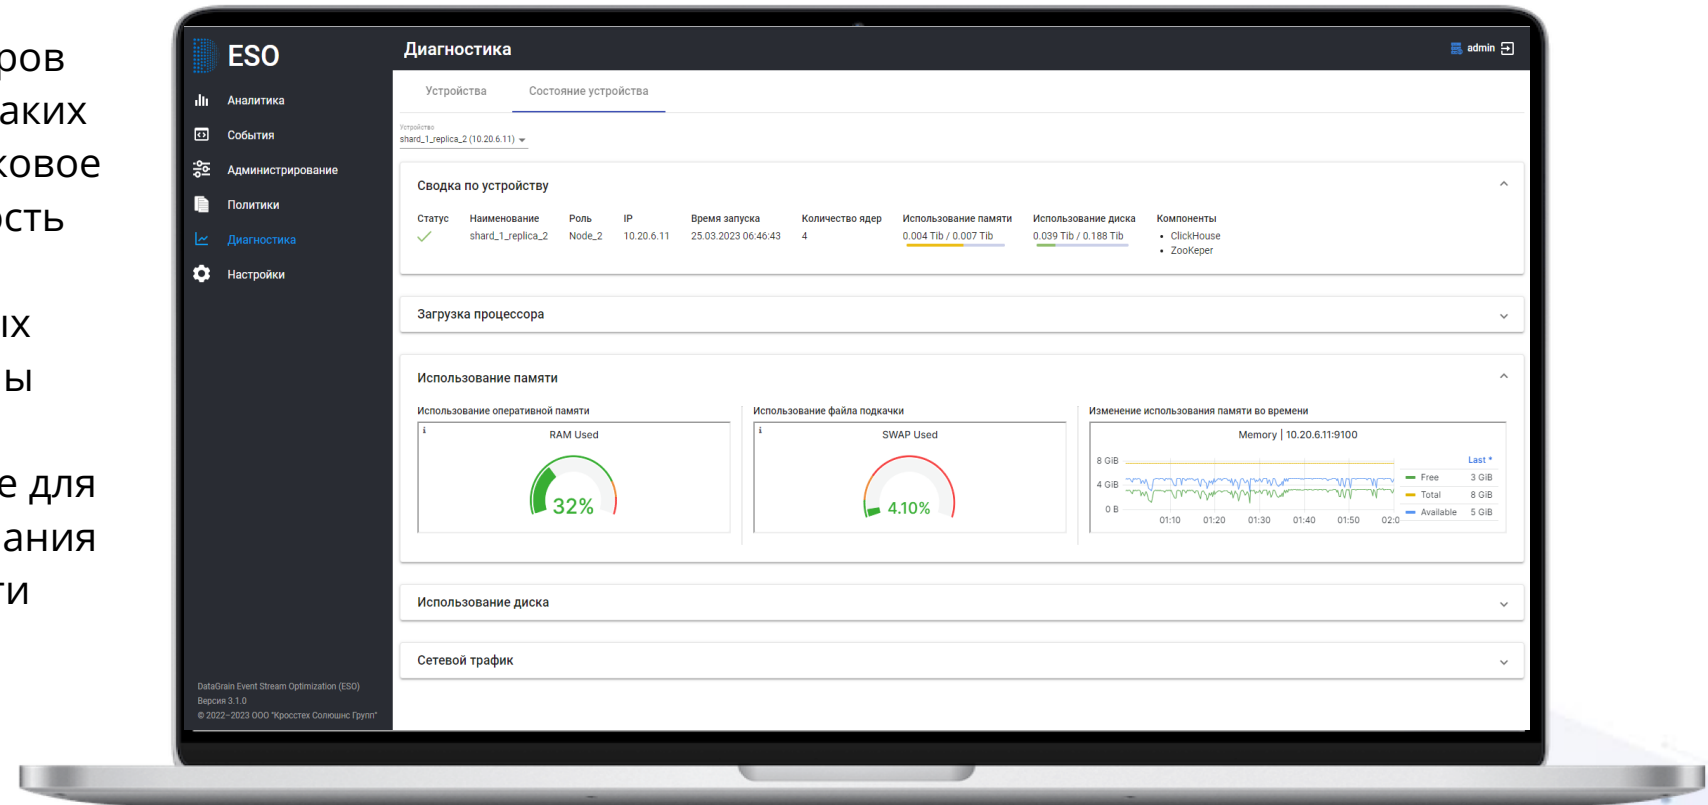 ров
аких
ковое
ость
ых
ы
е для
ания
ти
ESO
Аналитика
События
Администрирование
Политики
Диагностика
Настройки
DataGrain Event Stream Optimization (ESO)
Версия 3.1.0
© 2022–2023 ООО "Кросстех Солюшнс Групп"
Диагностика
admin
Устройства Состояние устройства
Устройство
shard_1_replica_2 (10.20.6.11)
Сводка по устройству
Статус Наименование Роль IP Время запуска Количество ядер Использование памяти Использование диска Компоненты
shard_1_replica_2 Node_2 10.20.6.11 25.03.2023 06:46:43 4 0.004 Tib / 0.007 Tib 0.039 Tib / 0.188 Tib • ClickHouse
• ZooKeper
Загрузка процессора
Использование памяти
Использование оперативной памяти
i
RAM Used
32%
Использование файла подкачки
i
SWAP Used
4.10%
Изменение использования памяти во времени
Memory | 10.20.6.11:9100
8 GiB
4 GiB
0 B
01:10 01:20 01:30 01:40 01:50 02:0
Last *
Free 3 GiB
Total 8 GiB
Available 5 GiB
Использование диска
Сетевой трафик